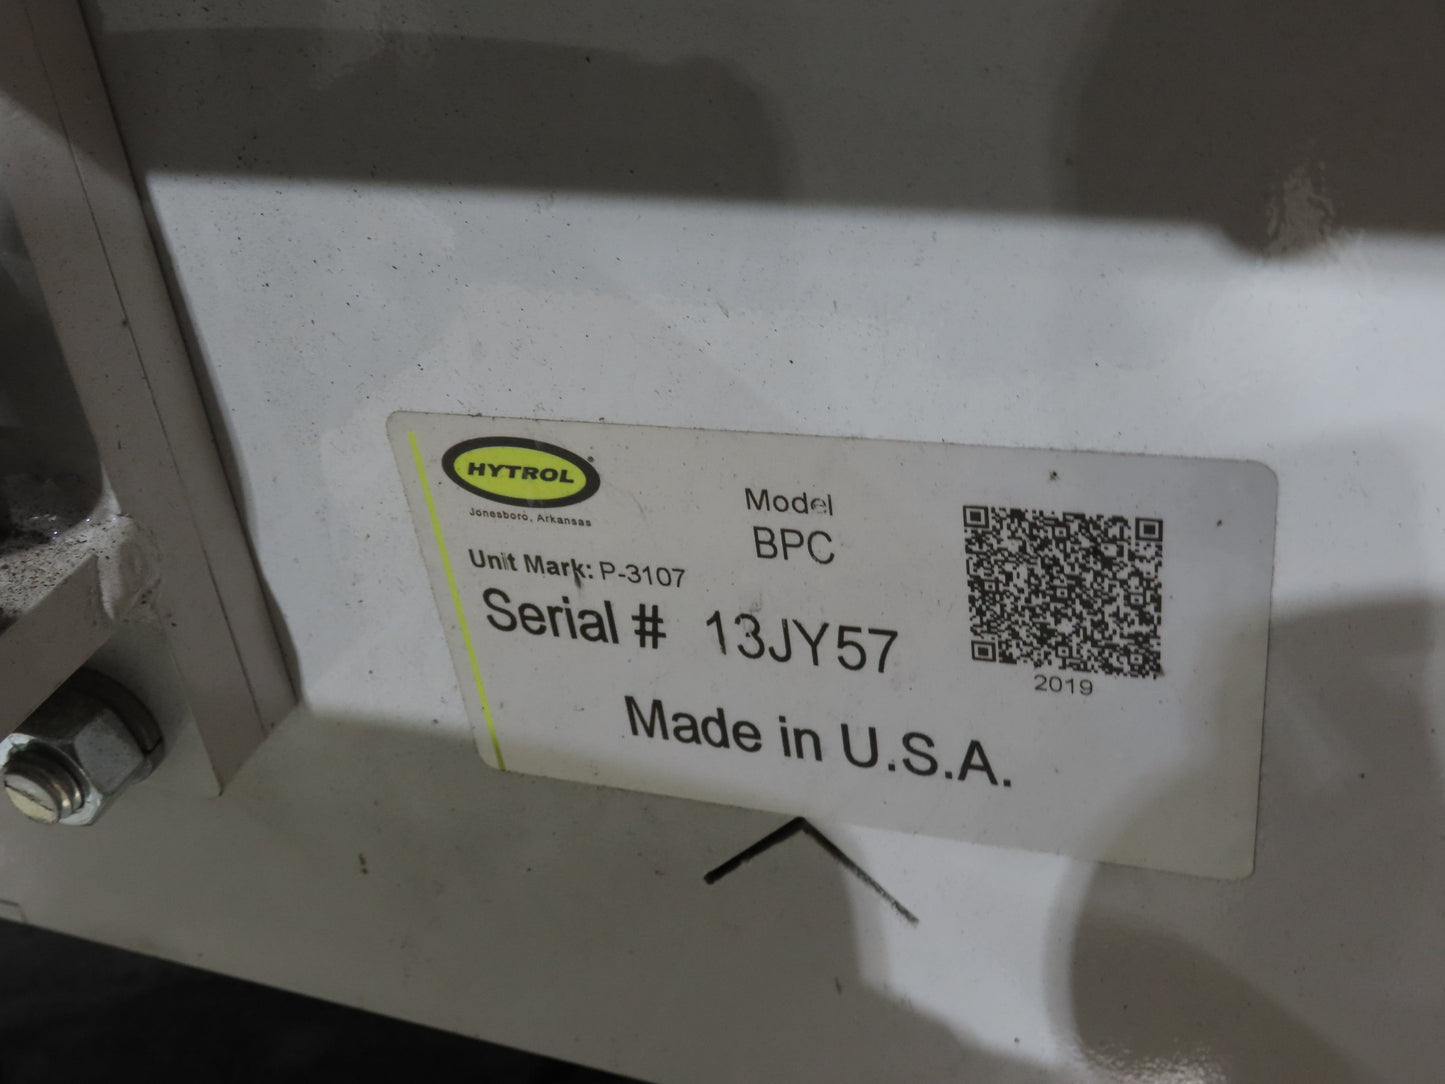 HYTROL®
Jonesboro, Arkansas
Model
BPC
Unit Mark: P-3107
Serial # 13JY57
2019
Made in U.S.A.